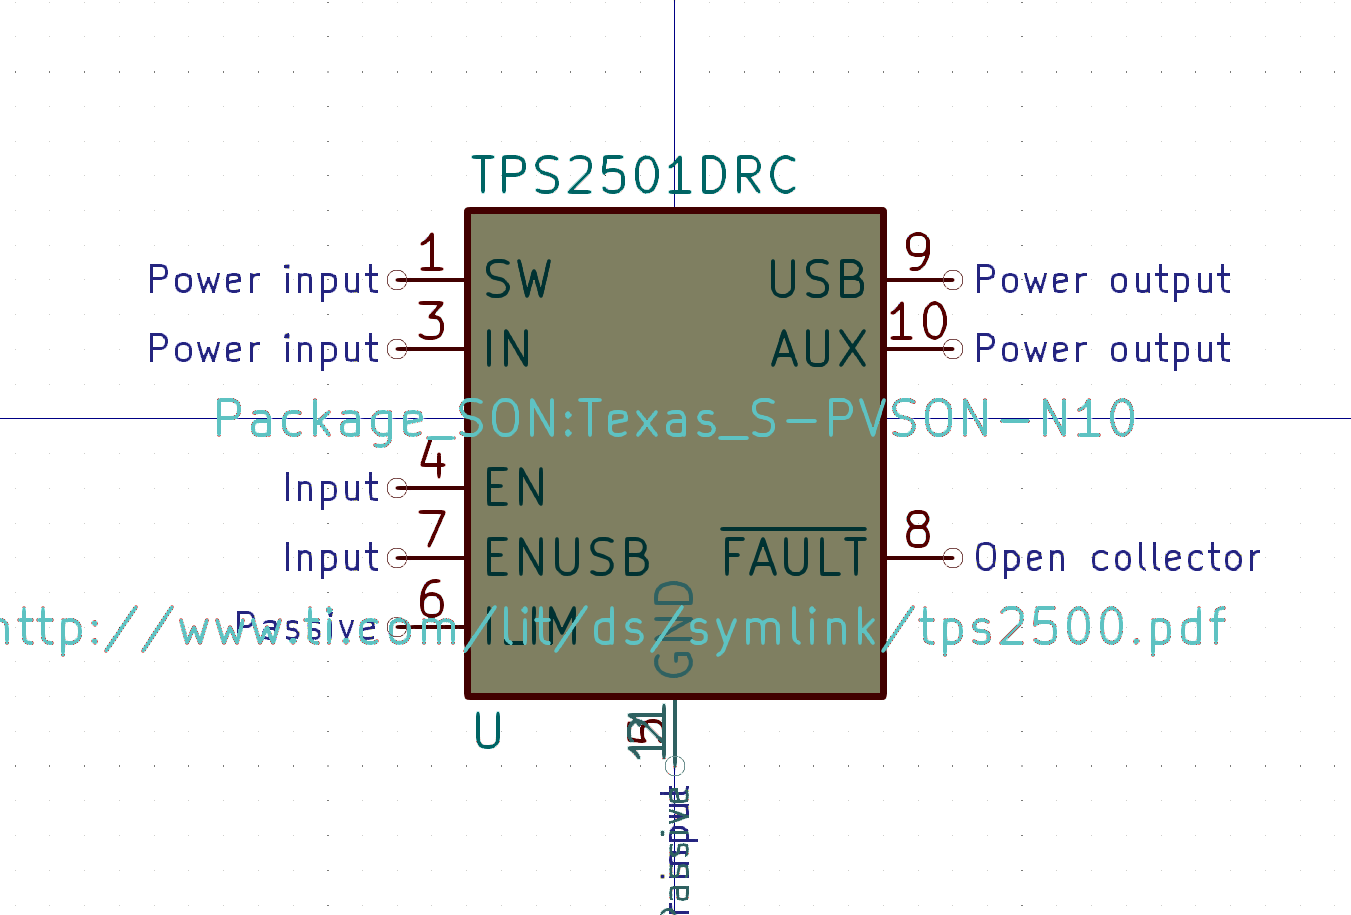 TPS2501DRC
1 9
Power input SW USB Power output
3 10
Power input IN AUX Power output
Package_SON:Texas_S-PVSON-N10
4
Input EN
7 8
Input ENUSB FAULT Open collector
6
Passive ILIM
http://www.ti.com/lit/ds/symlink/tps2500.pdf
GND
U
5
input